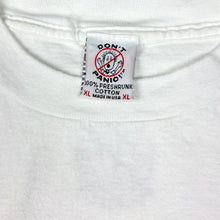 DON'T
PANIC!
100% PRESHRUNK
COTTON
XL MADE IN USA XL